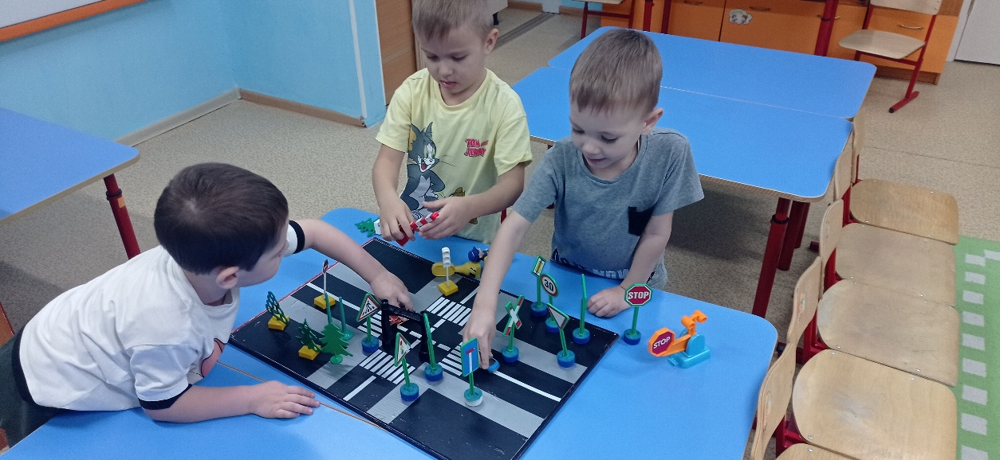 TOM AND
JERRY
30
STOP
STOP